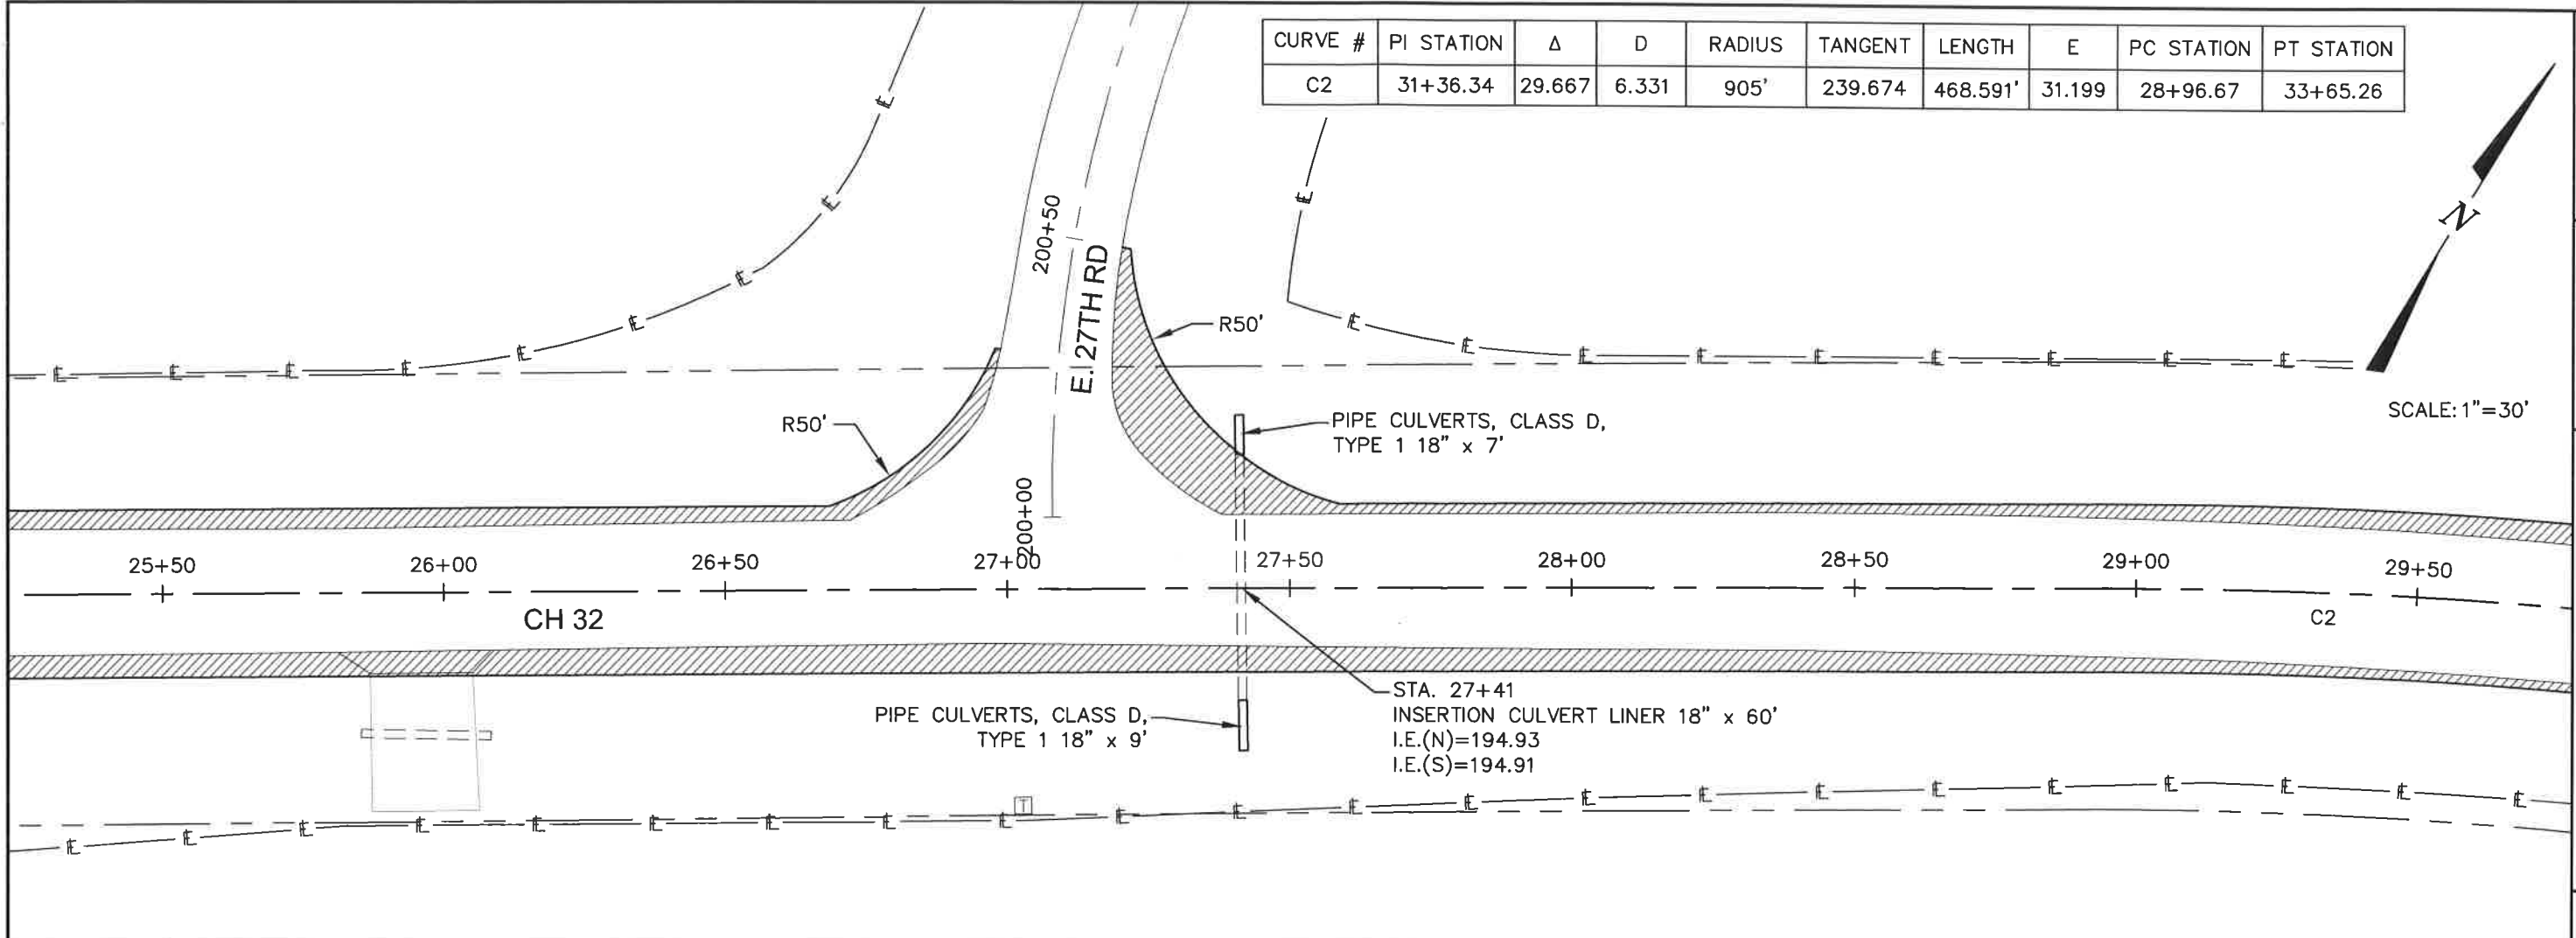 CURVE # PI STATION Δ D RADIUS TANGENT LENGTH E PC STATION PT STATION
C2 31+36.34 29.667 6.331 905' 239.674 468.591' 31.199 28+96.67 33+65.26
N
SCALE: 1"=30'
200+50
E. 27TH RD
R50'
R50'
PIPE CULVERTS, CLASS D,
TYPE 1 18" x 7'
200+00
25+50 26+00 26+50 27+00 27+50 28+00 28+50 29+00 29+50
CH 32
C2
STA. 27+41
INSERTION CULVERT LINER 18" x 60'
I.E.(N)=194.93
I.E.(S)=194.91
PIPE CULVERTS, CLASS D,
TYPE 1 18" x 9'
T